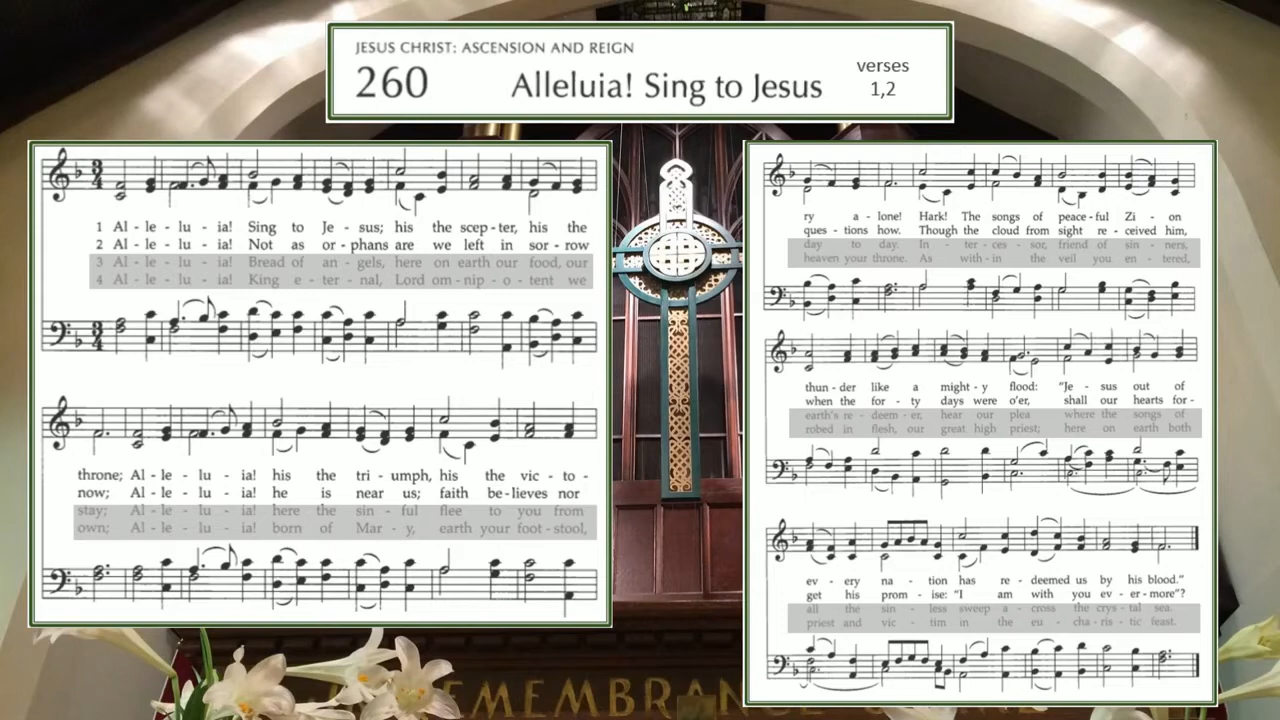 JESUS CHRIST: ASCENSION AND REIGN
260 Alleluia! Sing to Jesus
verses
1,2
1 Al - le - lu - ia! Sing to Je - sus; his the scep - ter, his the
2 Al - le - lu - ia! Not as or - phans are we left in sor - row
3 Al - le - lu - ia! Bread of an - gels, here on earth our food, our
4 Al - le - lu - ia! King e - ter - nal, Lord om - nip - o - tent we
throne; Al - le - lu - ia! his the tri - umph, his the vic - to -
now; Al - le - lu - ia! he is near us; faith be - lieves nor
stay; Al - le - lu - ia! here the sin - ful flee to you from
own; Al - le - lu - ia! born of Mar - y, earth your foot - stool,
ry a - lone! Hark! The songs of peace - ful Zi - on
ques - tions how. Though the cloud from sight re - ceived him,
day to day. In - ter - ces - sor, friend of sin - ners,
heaven your throne. As with - in the veil you en - tered,
thun - der like a might - y flood: "Je - sus out of
when the for - ty days were o'er, shall our hearts for -
earth's re - deem - er, hear our plea where the songs of
robed in flesh, our great high priest; here on earth both
ev - ery na - tion has re - deemed us by his blood."
get his prom - ise: "I am with you ev - er - more"?
all the sin - less sweep a - cross the crys - tal sea.
priest and vic - tim in the eu - cha - ris - tic feast.